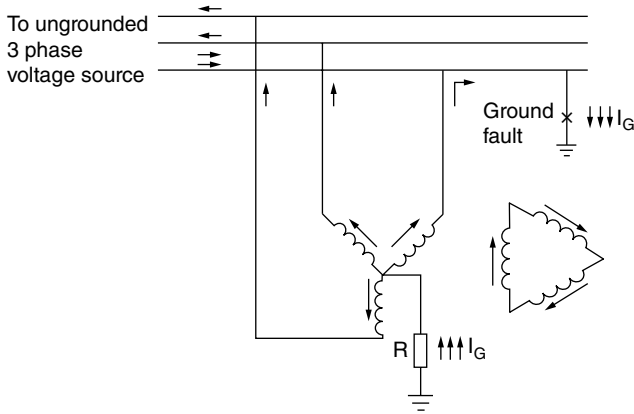 To ungrounded
3 phase
voltage source
Ground
fault
I_G
R
I_G